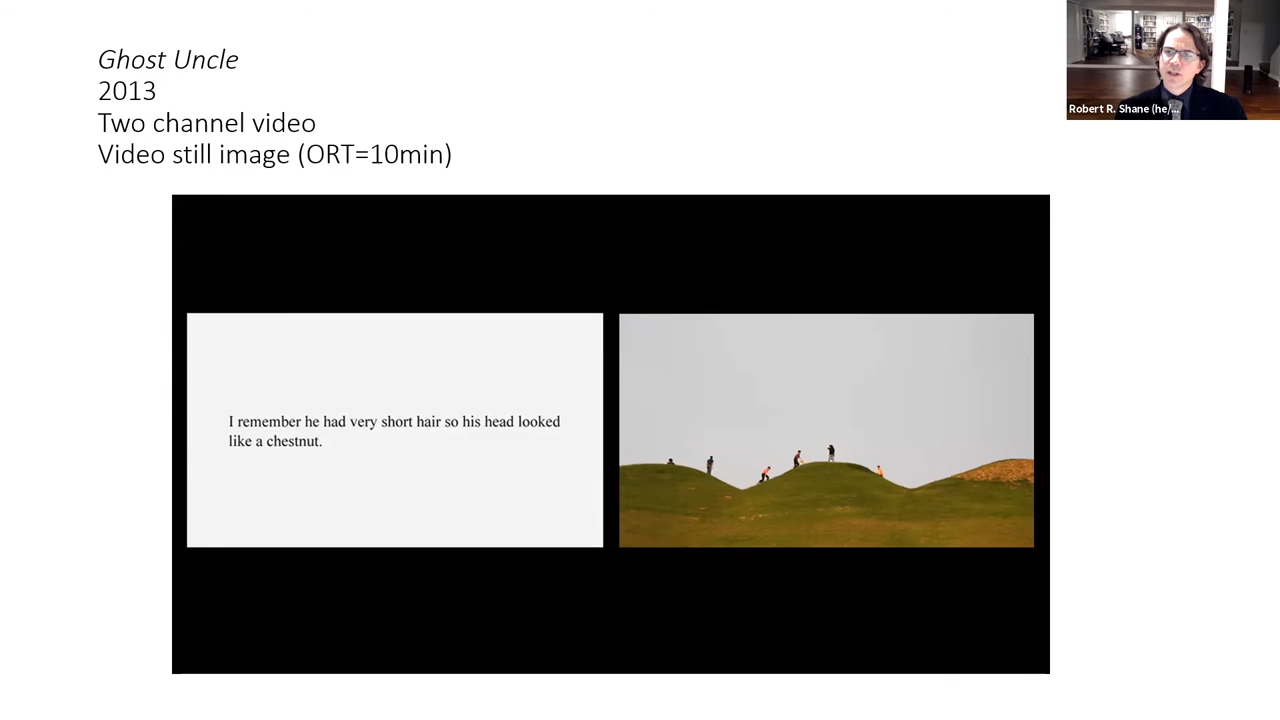 Ghost Uncle
2013
Two channel video
Video still image (ORT=10min)
Robert R. Shane (he/...
I remember he had very short hair so his head looked
like a chestnut.